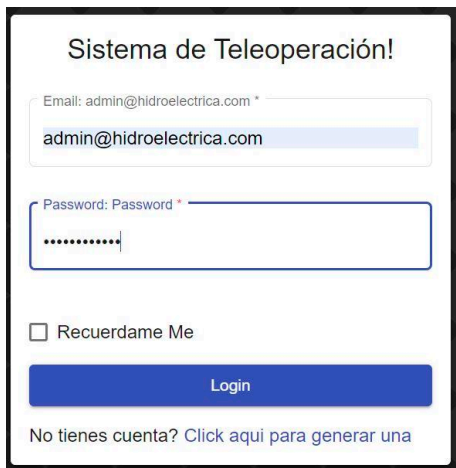 Sistema de Teleoperación!
Email: admin@hidroelectrica.com *
admin@hidroelectrica.com
Password: Password *
••••••••••••
Recuerdame Me
Login
No tienes cuenta? Click aqui para generar una